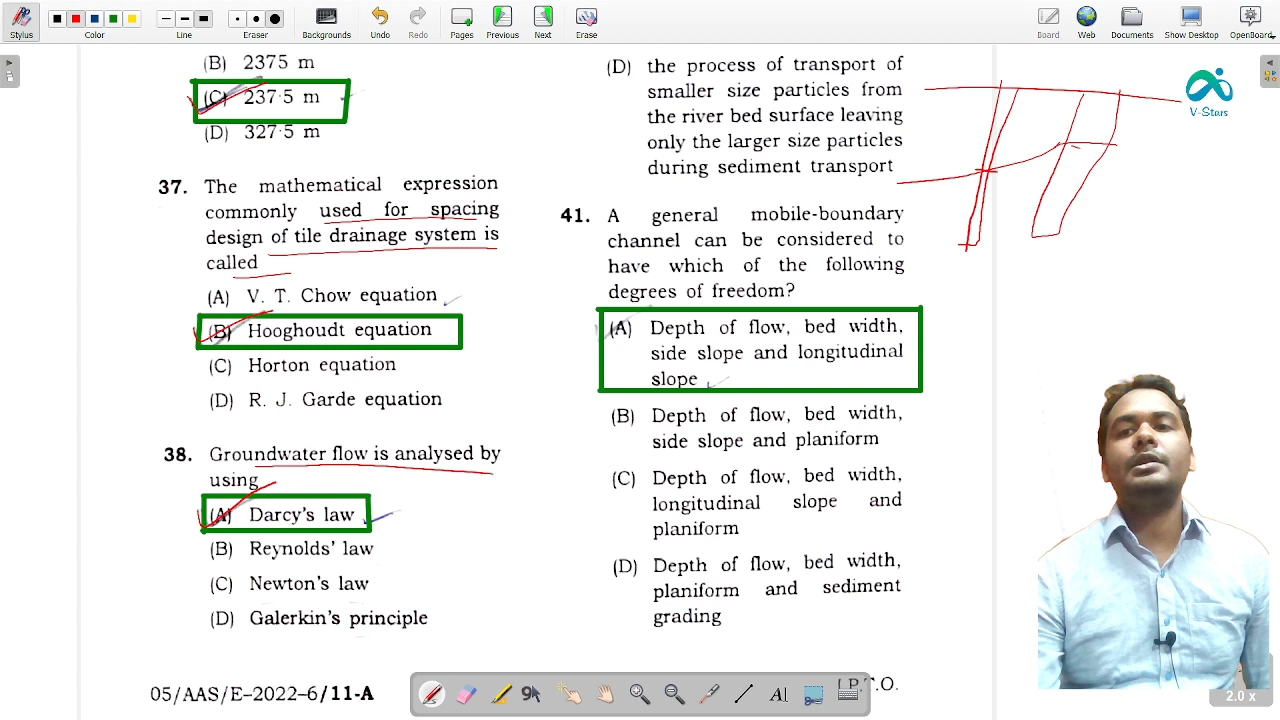 Stylus
Color
Line
Eraser
Backgrounds
Undo
Redo
Pages
Previous
Next
Erase
Board
Web
Documents
Show Desktop
OpenBoard
V-Stars
(B) 2375 m
(C) 237·5 m
(D) 327·5 m
37. The mathematical expression
commonly used for spacing
design of tile drainage system is
called
(A) V. T. Chow equation
(B) Hooghoudt equation
(C) Horton equation
(D) R. J. Garde equation
38. Groundwater flow is analysed by
using
(A) Darcy's law
(B) Reynolds' law
(C) Newton's law
(D) Galerkin's principle
05/AAS/E-2022-6/11-A
(D) the process of transport of
smaller size particles from
the river bed surface leaving
only the larger size particles
during sediment transport
41. A general mobile-boundary
channel can be considered to
have which of the following
degrees of freedom?
(A) Depth of flow, bed width,
side slope and longitudinal
slope
(B) Depth of flow, bed width,
side slope and planiform
(C) Depth of flow, bed width,
longitudinal slope and
planiform
(D) Depth of flow, bed width,
planiform and sediment
grading
[ P.T.O.
2.0 x